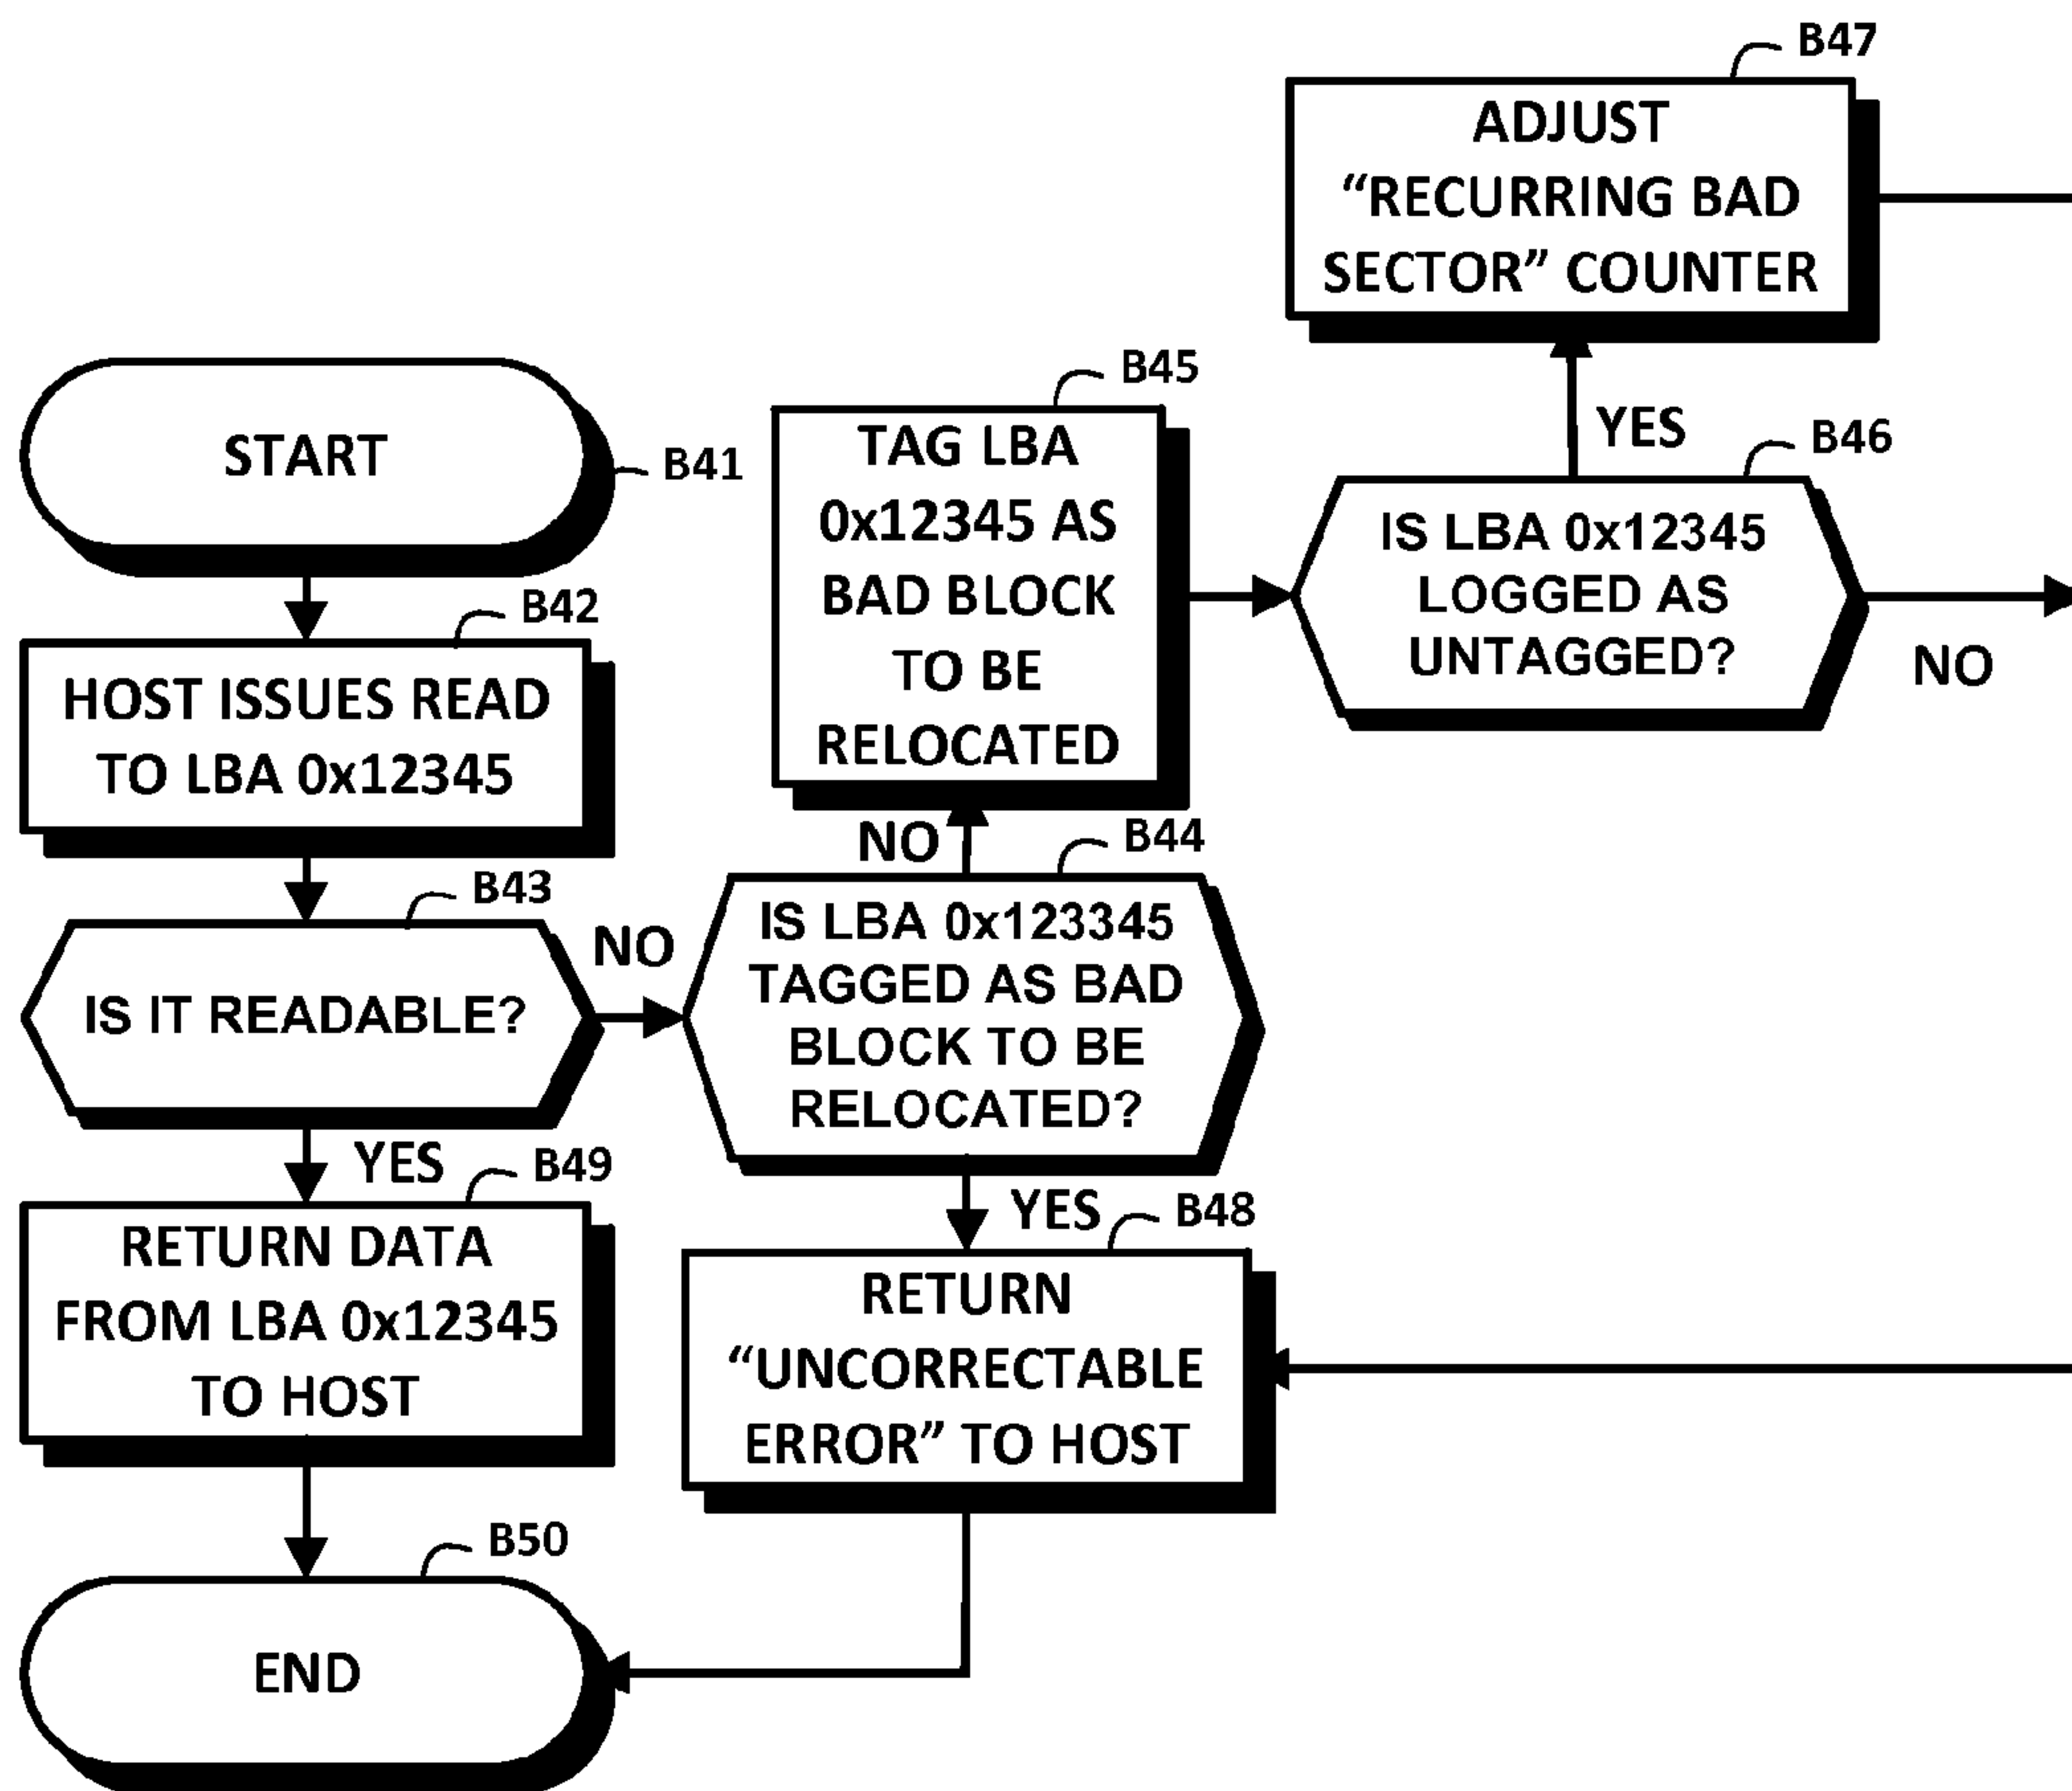 START
B41
B42
HOST ISSUES READ
TO LBA 0x12345
B43
IS IT READABLE?
NO
YES
B49
RETURN DATA
FROM LBA 0x12345
TO HOST
B50
END
B44
IS LBA 0x123345
TAGGED AS BAD
BLOCK TO BE
RELOCATED?
NO
YES
B45
TAG LBA
0x12345 AS
BAD BLOCK
TO BE
RELOCATED
B48
RETURN
“UNCORRECTABLE
ERROR” TO HOST
B46
IS LBA 0x12345
LOGGED AS
UNTAGGED?
YES
NO
B47
ADJUST
“RECURRING BAD
SECTOR” COUNTER